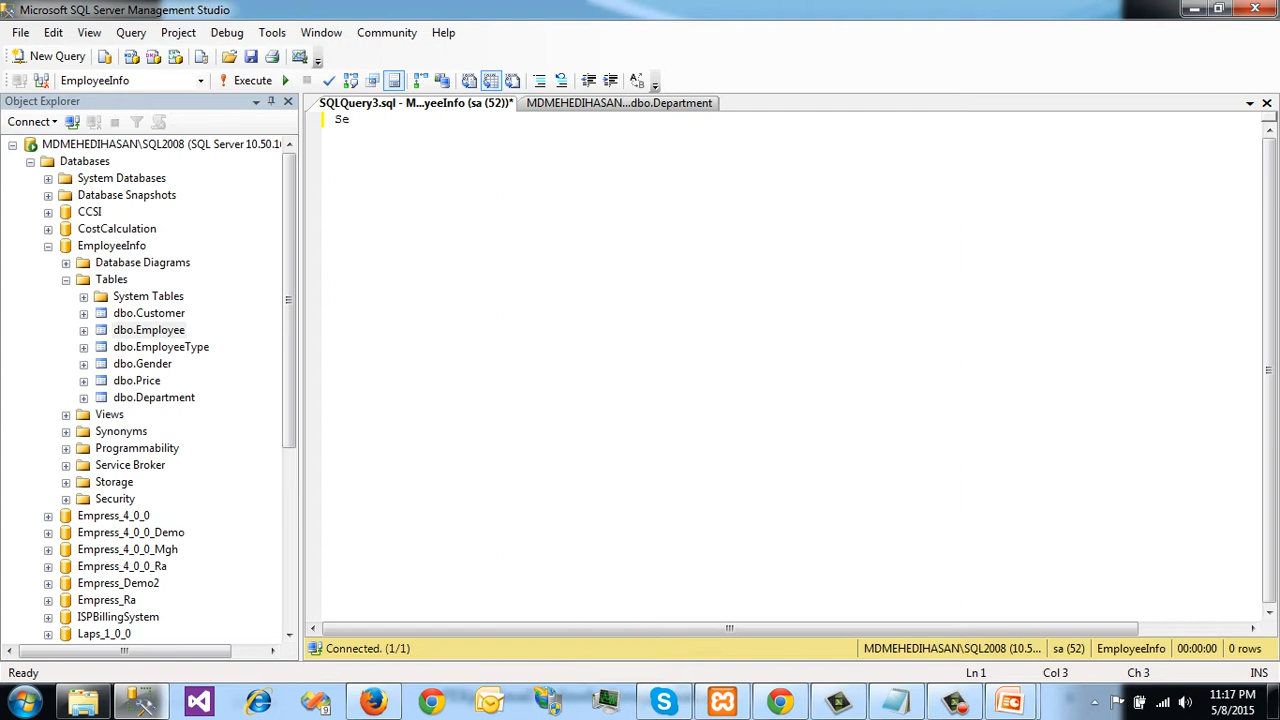 Microsoft SQL Server Management Studio
File Edit View Query Project Debug Tools Window Community Help
New Query
EmployeeInfo Execute
Object Explorer
SQLQuery3.sql - M...yeeInfo (sa (52))* MDMEHEDIHASAN...dbo.Department
Connect
Se
MDMEHEDIHASAN\SQL2008 (SQL Server 10.50.1
Databases
System Databases
Database Snapshots
CCSI
CostCalculation
EmployeeInfo
Database Diagrams
Tables
System Tables
dbo.Customer
dbo.Employee
dbo.EmployeeType
dbo.Gender
dbo.Price
dbo.Department
Views
Synonyms
Programmability
Service Broker
Storage
Security
Empress_4_0_0
Empress_4_0_0_Demo
Empress_4_0_0_Mgh
Empress_4_0_0_Ra
Empress_Demo2
Empress_Ra
ISPBillingSystem
Laps_1_0_0
Connected. (1/1) MDMEHEDIHASAN\SQL2008 (10.5... sa (52) EmployeeInfo 00:00:00 0 rows
Ready Ln 1 Col 3 Ch 3 INS
11:17 PM
5/8/2015